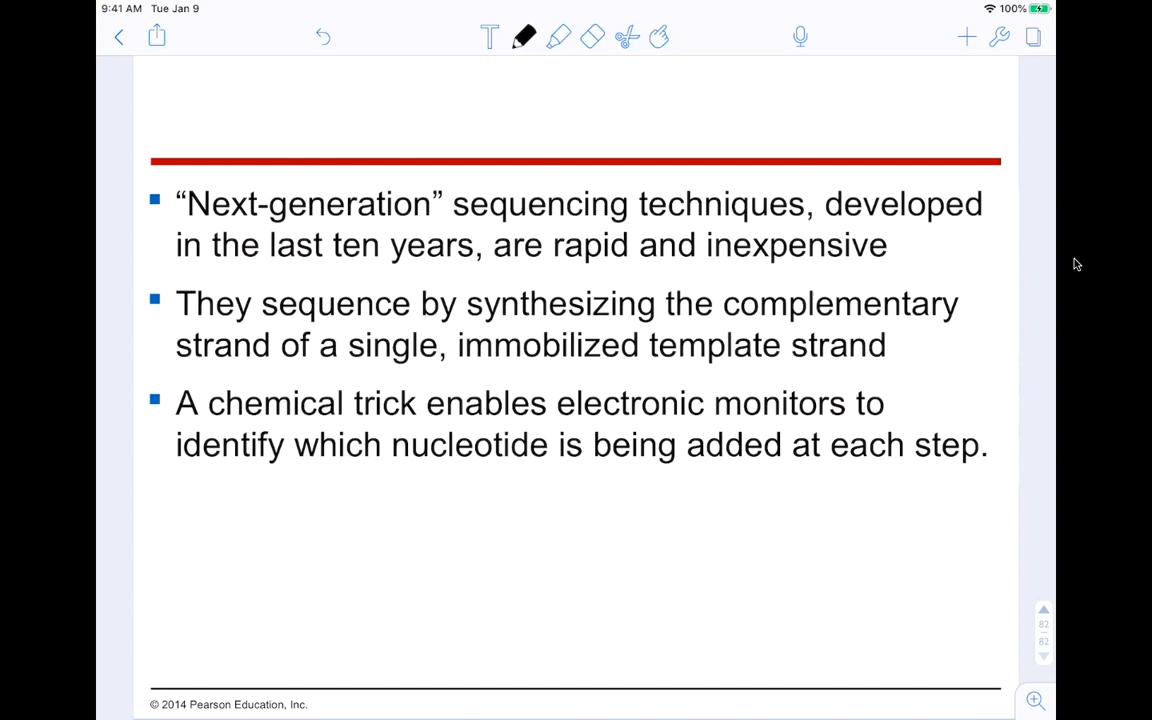 9:41 AM Tue Jan 9
100%
T
“Next-generation” sequencing techniques, developed
in the last ten years, are rapid and inexpensive
They sequence by synthesizing the complementary
strand of a single, immobilized template strand
A chemical trick enables electronic monitors to
identify which nucleotide is being added at each step.
82
82
© 2014 Pearson Education, Inc.